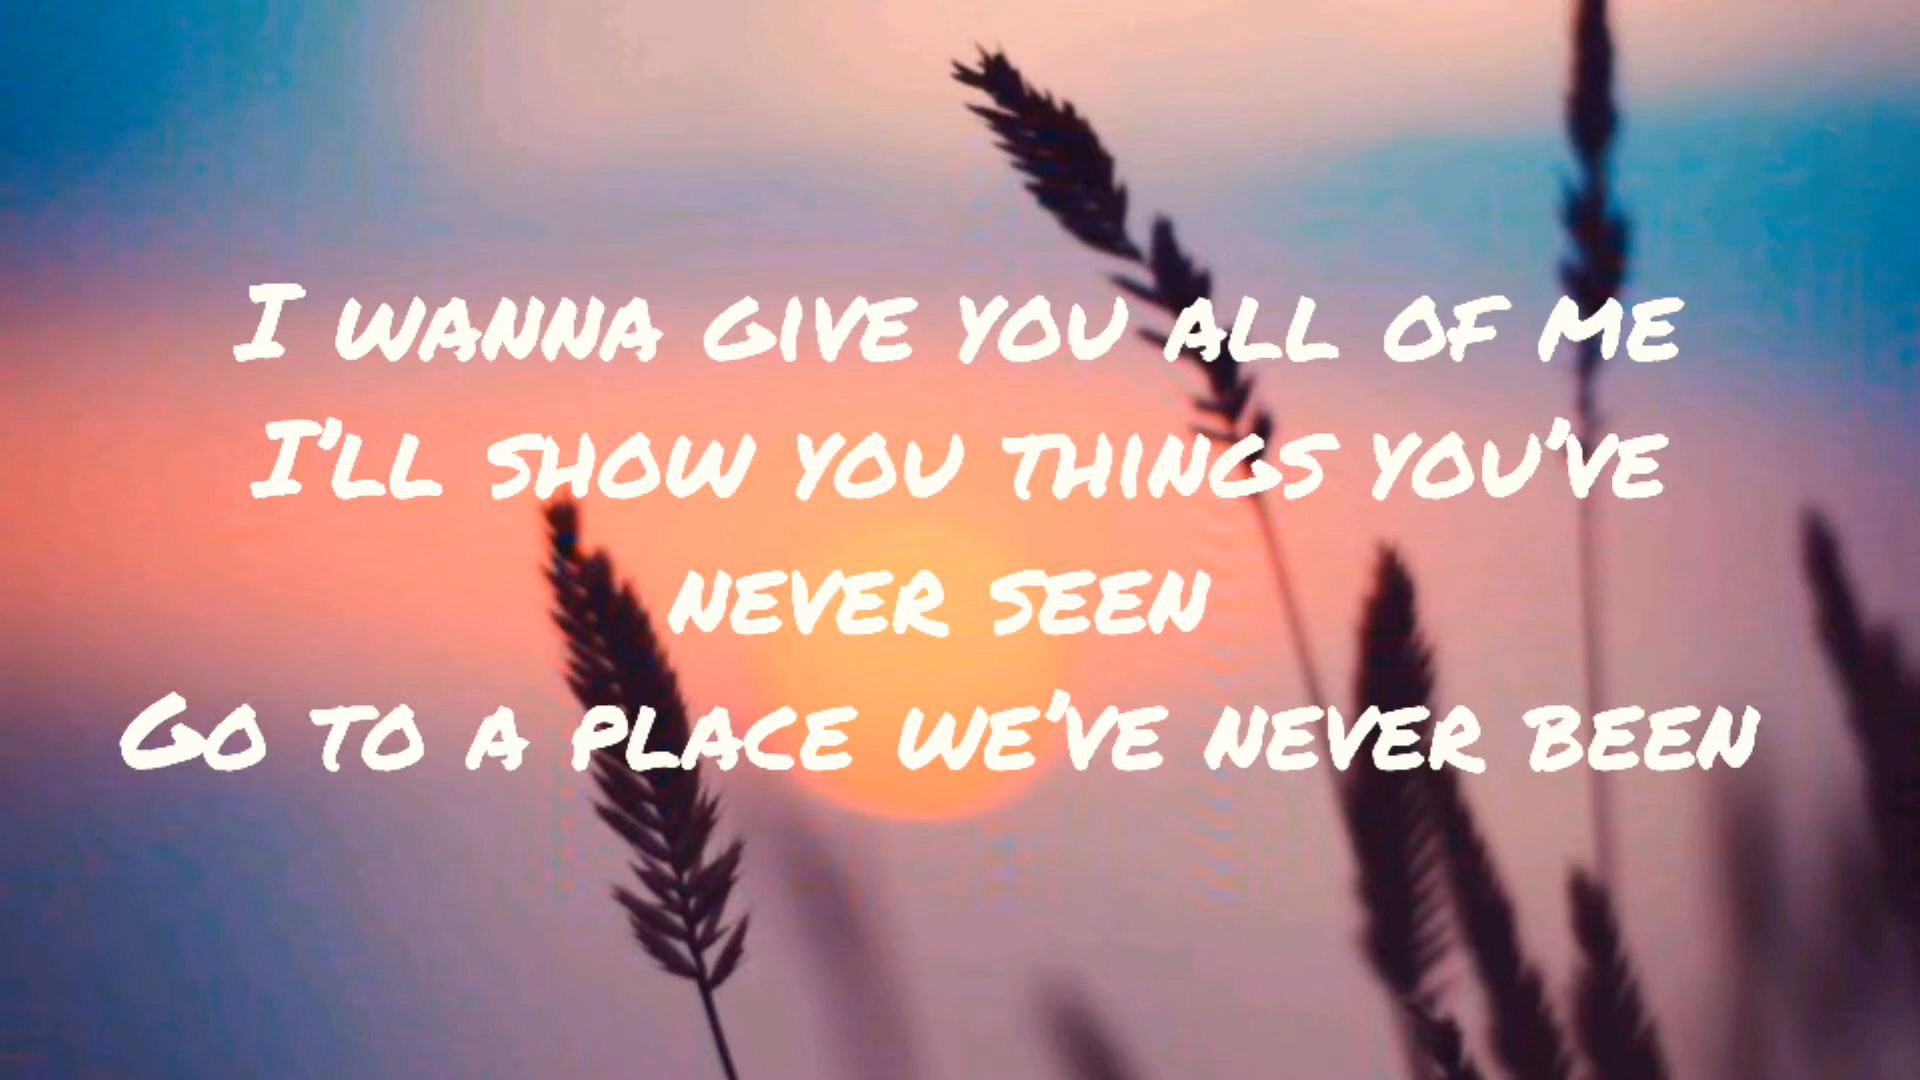 I wanna give you all of me
I'll show you things you've
never seen
Go to a place we've never been